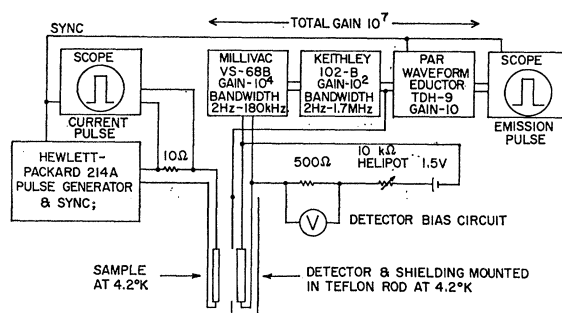 TOTAL GAIN 10⁷
SYNC
SCOPE
CURRENT
PULSE
MILLIVAC
VS-68B
GAIN-10⁴
BANDWIDTH
2Hz-180kHz
KEITHLEY
102-B
GAIN-10²
BANDWIDTH
2Hz-1.7MHz
PAR
WAVEFORM
EDUCTOR
TDH-9
GAIN-10
SCOPE
EMISSION
PULSE
HEWLETT-
PACKARD 214A
PULSE GENERATOR
& SYNC;
10Ω
500Ω
10 kΩ
HELIPOT
1.5V
V
DETECTOR BIAS CIRCUIT
SAMPLE
AT 4.2°K
DETECTOR & SHIELDING MOUNTED
IN TEFLON ROD AT 4.2°K